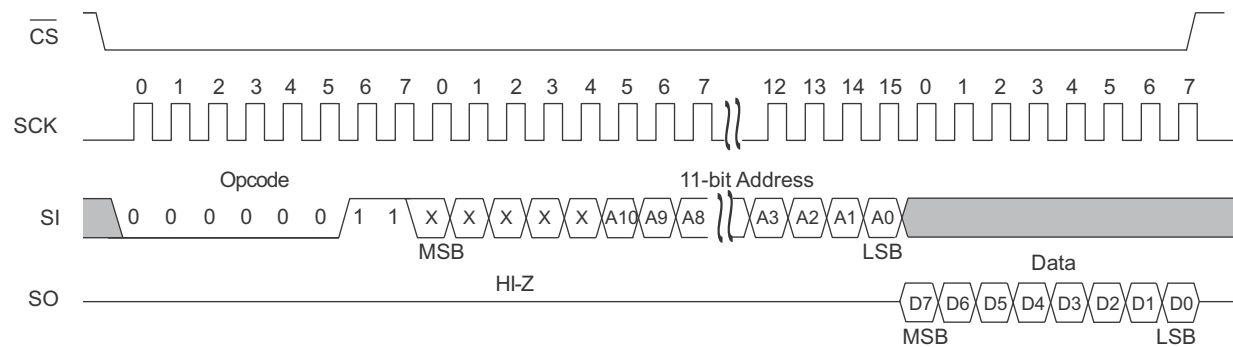 CS
0 1 2 3 4 5 6 7 0 1 2 3 4 5 6 7 12 13 14 15 0 1 2 3 4 5 6 7
SCK
Opcode 11-bit Address
SI 0 0 0 0 0 0 1 1 X X X X X A10 A9 A8 A3 A2 A1 A0
MSB LSB
HI-Z Data
SO D7 D6 D5 D4 D3 D2 D1 D0
MSB LSB